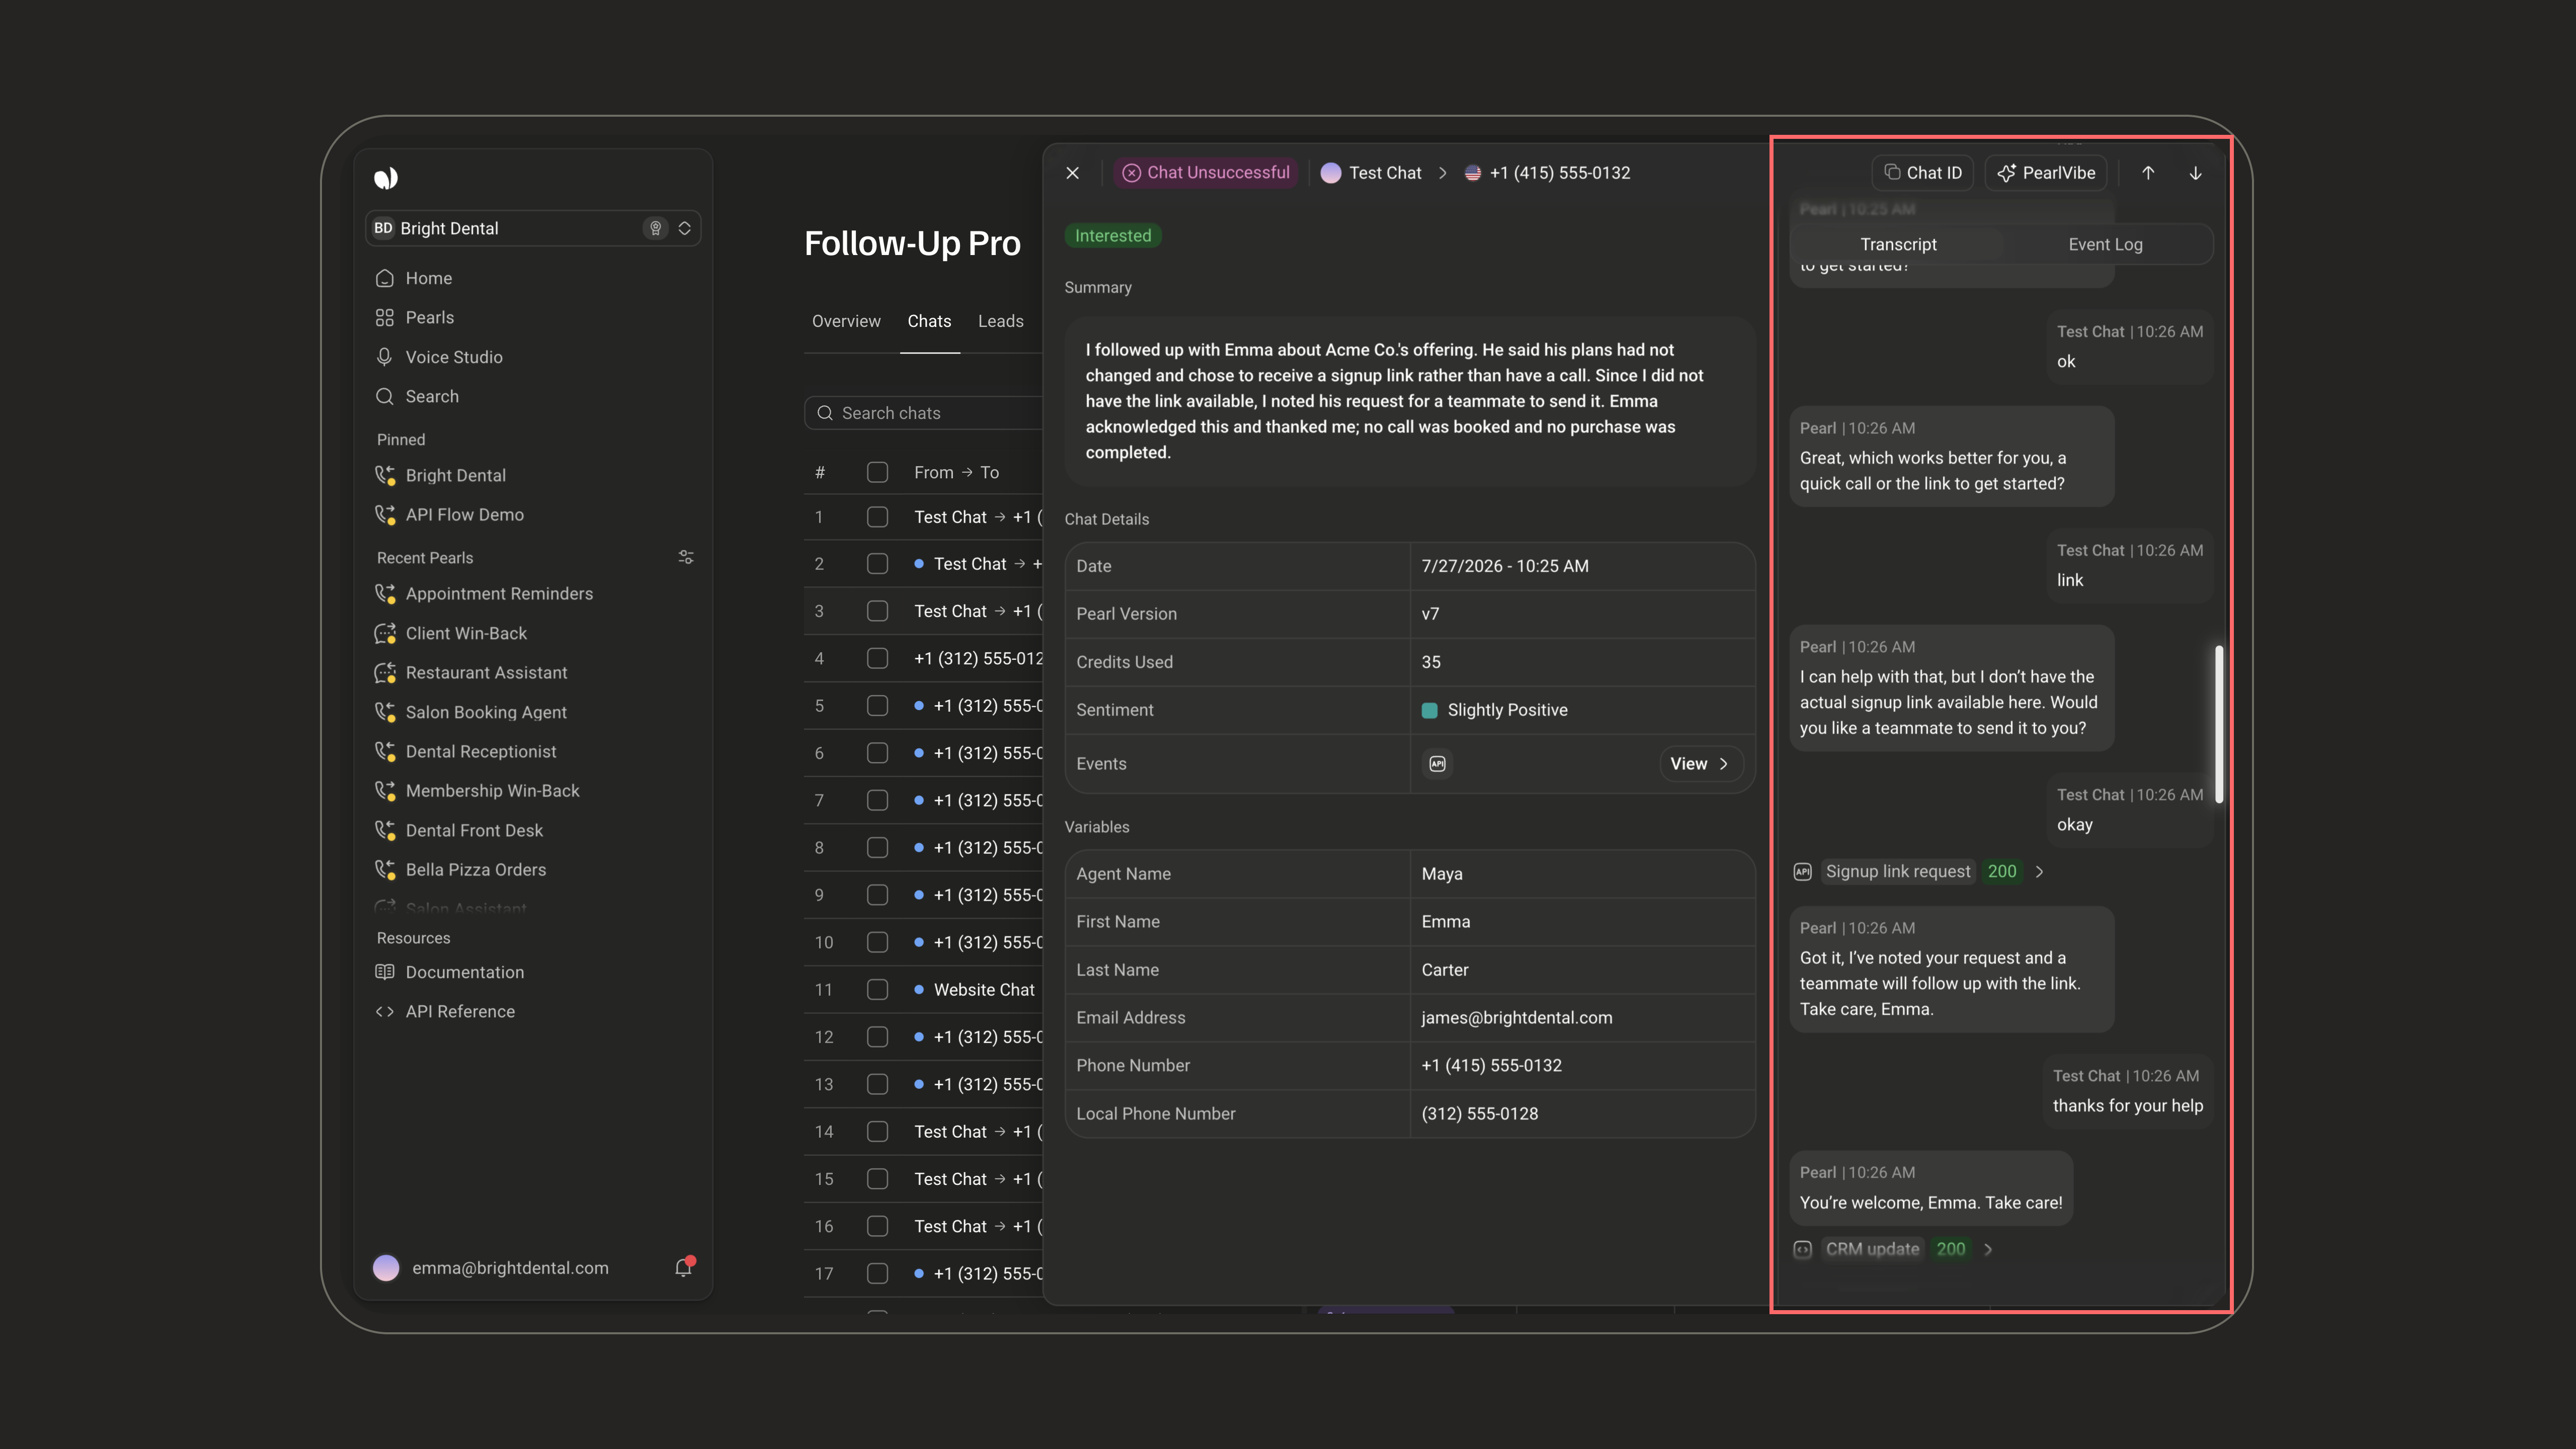 BD Bright Dental
Home
Pearls
Voice Studio
Search
Pinned
Bright Dental
API Flow Demo
Recent Pearls
Appointment Reminders
Client Win-Back
Restaurant Assistant
Salon Booking Agent
Dental Receptionist
Membership Win-Back
Dental Front Desk
Bella Pizza Orders
Salon Assistant
Resources
Documentation
API Reference
emma@brightdental.com
Follow-Up Pro
Overview Chats Leads
Search chats
# From → To
1 Test Chat → +1 (
2 Test Chat → +
3 Test Chat → +1 (
4 +1 (312) 555-012
5 +1 (312) 555-0
6 +1 (312) 555-0
7 +1 (312) 555-0
8 +1 (312) 555-0
9 +1 (312) 555-0
10 +1 (312) 555-0
11 Website Chat
12 +1 (312) 555-0
13 +1 (312) 555-0
14 Test Chat → +1 (
15 Test Chat → +1 (
16 Test Chat → +1 (
17 +1 (312) 555-0
Chat Unsuccessful Test Chat > +1 (415) 555-0132
Interested
Summary
I followed up with Emma about Acme Co.'s offering. He said his plans had not
changed and chose to receive a signup link rather than have a call. Since I did not
have the link available, I noted his request for a teammate to send it. Emma
acknowledged this and thanked me; no call was booked and no purchase was
completed.
Chat Details
Date 7/27/2026 - 10:25 AM
Pearl Version v7
Credits Used 35
Sentiment Slightly Positive
Events API View >
Variables
Agent Name Maya
First Name Emma
Last Name Carter
Email Address james@brightdental.com
Phone Number +1 (415) 555-0132
Local Phone Number (312) 555-0128
Chat ID PearlVibe
Pearl | 10:25 AM
Transcript Event Log
to get started?
Test Chat | 10:26 AM
ok
Pearl | 10:26 AM
Great, which works better for you, a
quick call or the link to get started?
Test Chat | 10:26 AM
link
Pearl | 10:26 AM
I can help with that, but I don’t have the
actual signup link available here. Would
you like a teammate to send it to you?
Test Chat | 10:26 AM
okay
API Signup link request 200 >
Pearl | 10:26 AM
Got it, I’ve noted your request and a
teammate will follow up with the link.
Take care, Emma.
Test Chat | 10:26 AM
thanks for your help
Pearl | 10:26 AM
You’re welcome, Emma. Take care!
CRM update 200 >